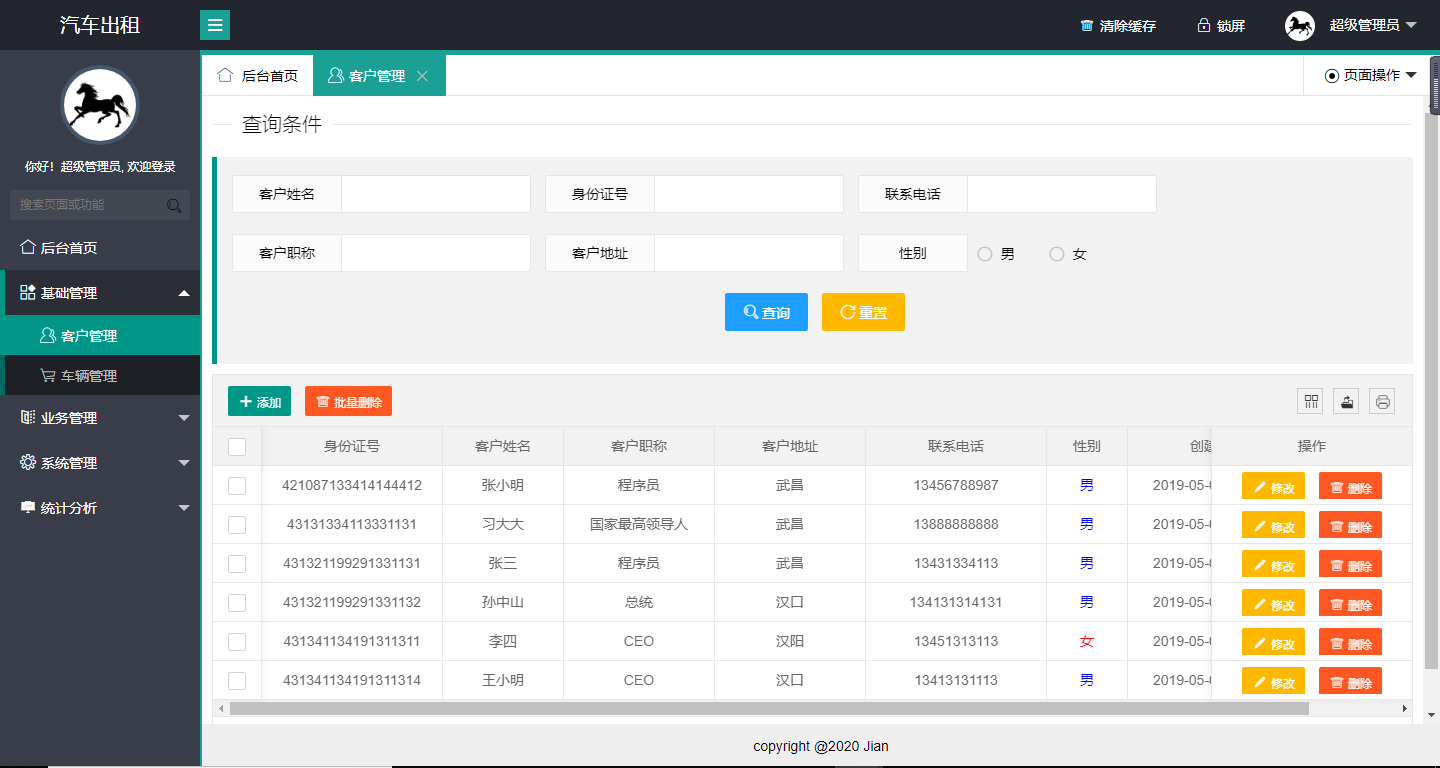 汽车出租
清除缓存 锁屏 超级管理员
后台首页 客户管理 页面操作
你好！超级管理员, 欢迎登录
搜索页面或功能
后台首页
基础管理
客户管理
车辆管理
业务管理
系统管理
统计分析
查询条件
客户姓名 身份证号 联系电话
客户职称 客户地址 性别 男 女
查询 重置
添加 批量删除
身份证号 客户姓名 客户职称 客户地址 联系电话 性别 创建 操作
421087133414144412 张小明 程序员 武昌 13456788987 男 2019-05-0 修改 删除
43131334113331131 习大大 国家最高领导人 武昌 13888888888 男 2019-05-0 修改 删除
431321199291331131 张三 程序员 武昌 13431334113 男 2019-05-0 修改 删除
431321199291331132 孙中山 总统 汉口 134131314131 男 2019-05-0 修改 删除
431341134191311311 李四 CEO 汉阳 13451313113 女 2019-05-0 修改 删除
431341134191311314 王小明 CEO 汉口 13413131113 男 2019-05-0 修改 删除
copyright @2020 Jian